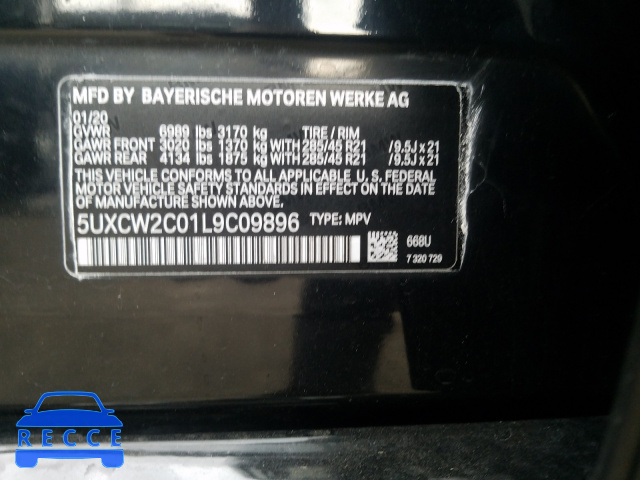 MFD BY BAYERISCHE MOTOREN WERKE AG
01/20
GVWR 6989 lbs 3170 kg TIRE / RIM
GAWR FRONT 3020 lbs 1370 kg WITH 285/45 R21 /9.5J x 21
GAWR REAR 4134 lbs 1875 kg WITH 285/45 R21 /9.5J x 21
THIS VEHICLE CONFORMS TO ALL APPLICABLE U. S. FEDERAL
MOTOR VEHICLE SAFETY STANDARDS IN EFFECT ON THE DATE OF
MANUFACTURE SHOWN ABOVE.
5UXCW2C01L9C09896 TYPE: MPV
668U
7 320 729
RECCE